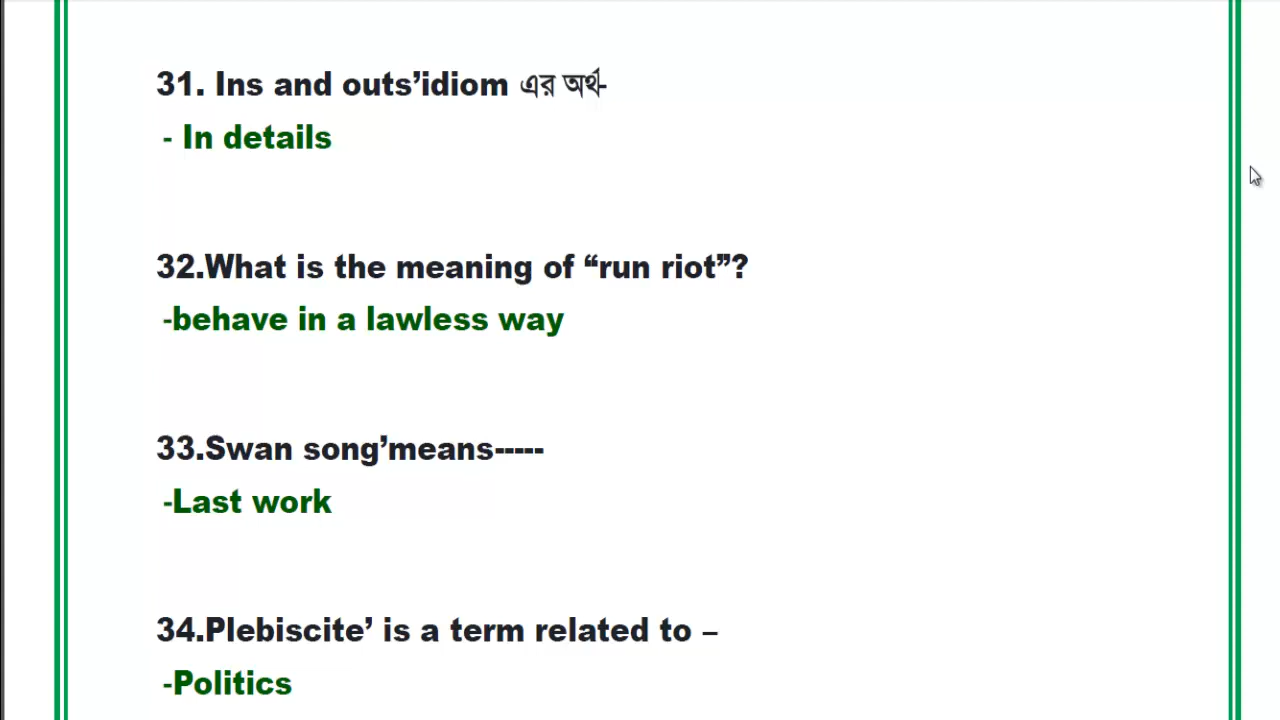 31. Ins and outs’idiom এর অর্থ-
- In details
32.What is the meaning of “run riot”?
-behave in a lawless way
33.Swan song’means-----
-Last work
34.Plebiscite’ is a term related to –
-Politics